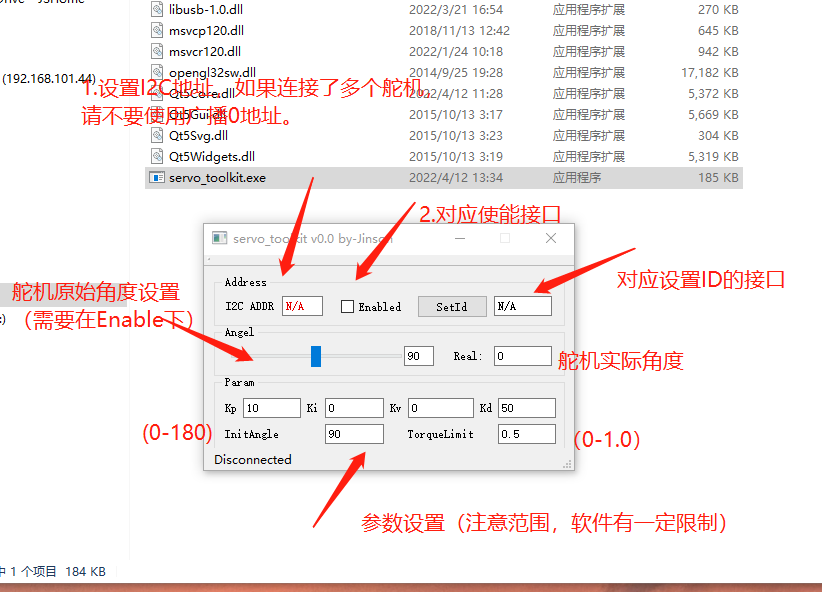 libusb-1.0.dll 2022/3/21 16:54 应用程序扩展 270 KB
msvcp120.dll 2018/11/13 12:42 应用程序扩展 645 KB
msvcr120.dll 2022/1/24 10:18 应用程序扩展 942 KB
(192.168.101.44)
opengl32sw.dll 2014/9/25 19:28 应用程序扩展 17,182 KB
1.设置I2C地址，如果连接了多个舵机，
请不要使用广播0地址。
Qt5Core.dll 2022/4/12 11:28 应用程序扩展 5,372 KB
Qt5Gui.dll 2015/10/13 3:17 应用程序扩展 5,669 KB
Qt5Svg.dll 2015/10/13 3:23 应用程序扩展 304 KB
Qt5Widgets.dll 2015/10/13 3:19 应用程序扩展 5,319 KB
servo_toolkit.exe 2022/4/12 13:34 应用程序 185 KB
2.对应使能接口
servo_toolkit v0.0 by-Jinson
对应设置ID的接口
舵机原始角度设置
（需要在Enable下）
Address
I2C ADDR N/A Enabled SetId N/A
Angel
90 Real: 0
舵机实际角度
Param
Kp 10 Ki 0 Kv 0 Kd 50
(0-180)
InitAngle 90 TorqueLimit 0.5
（0-1.0）
Disconnected
参数设置（注意范围，软件有一定限制）
中 1 个项目 184 KB